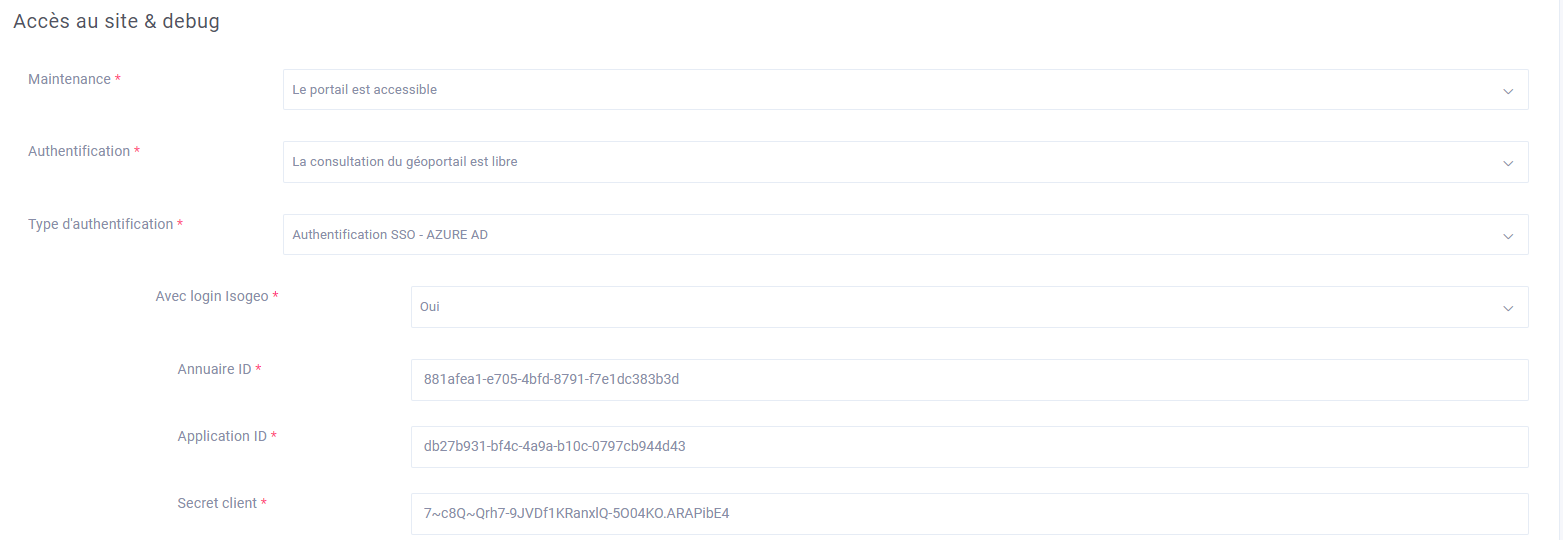 Accès au site & debug
Maintenance *
Le portail est accessible
Authentification *
La consultation du géoportail est libre
Type d'authentification *
Authentification SSO - AZURE AD
Avec login Isogeo *
Oui
Annuaire ID *
881afea1-e705-4bfd-8791-f7e1dc383b3d
Application ID *
db27b931-bf4c-4a9a-b10c-0797cb944d43
Secret client *
7~c8Q~Qrh7-9JVDf1KRanxlQ-5O04KO.ARAPibE4